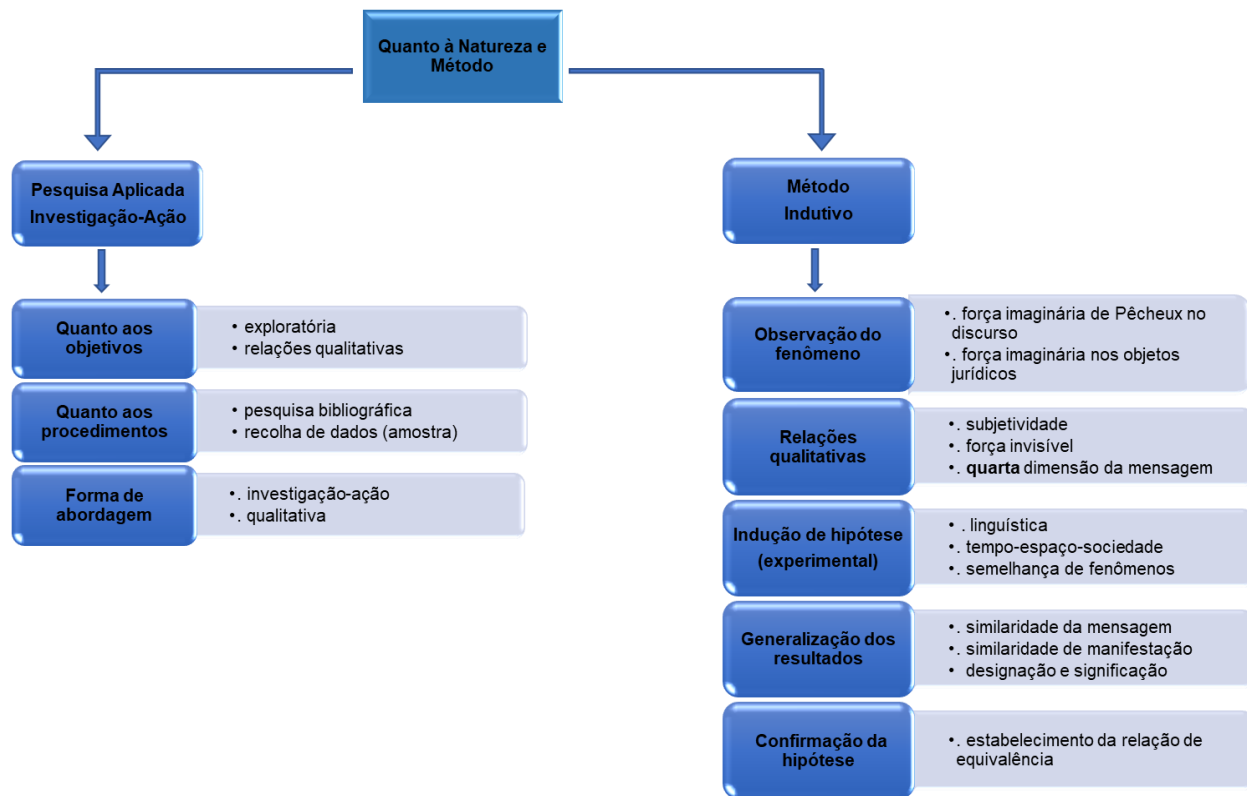 Quanto à Natureza e
Método
Pesquisa Aplicada
Investigação-Ação
Quanto aos
objetivos
• exploratória
• relações qualitativas
Quanto aos
procedimentos
• pesquisa bibliográfica
• recolha de dados (amostra)
Forma de
abordagem
•. investigação-ação
•. qualitativa
Método
Indutivo
Observação do
fenômeno
•. força imaginária de Pêcheux no
discurso
•. força imaginária nos objetos
jurídicos
Relações
qualitativas
•. subjetividade
•. força invisível
•. quarta dimensão da mensagem
Indução de hipótese
(experimental)
•. linguística
•. tempo-espaço-sociedade
•. semelhança de fenômenos
Generalização dos
resultados
•. similaridade da mensagem
•. similaridade de manifestação
•. designação e significação
Confirmação da
hipótese
•. estabelecimento da relação de
equivalência